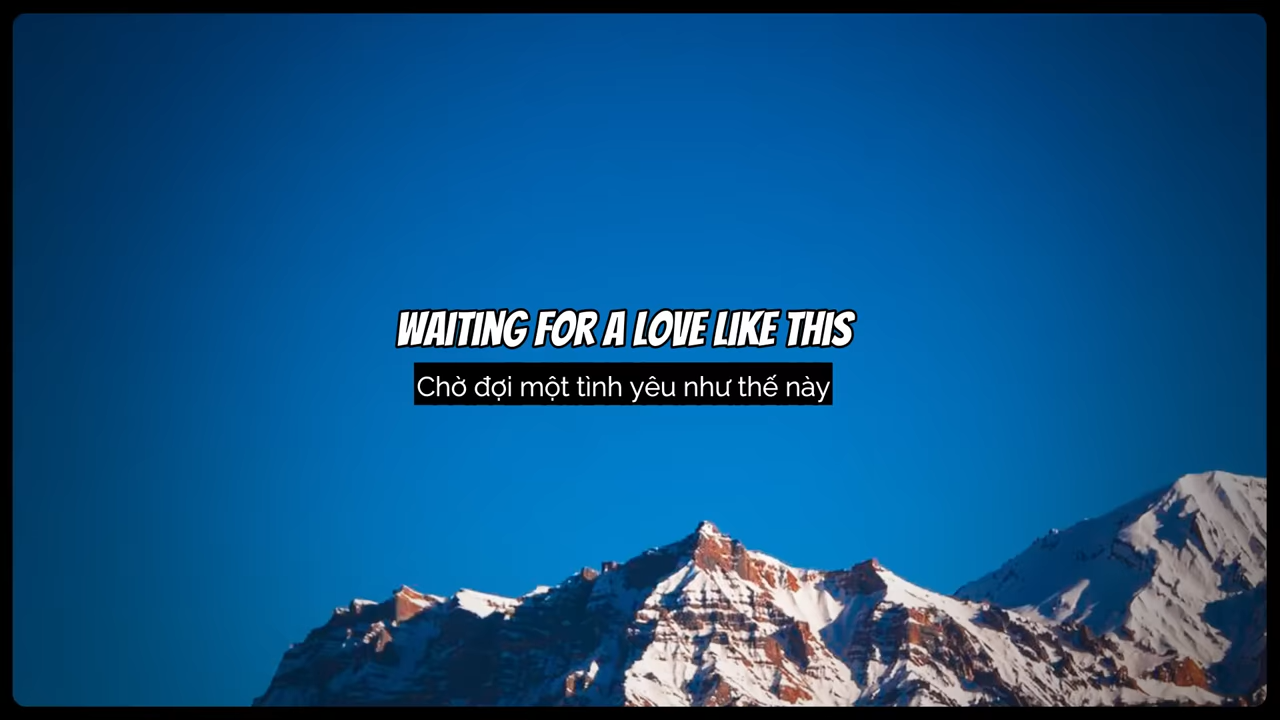 WAITING FOR A LOVE LIKE THIS
Chờ đợi một tình yêu như thế này